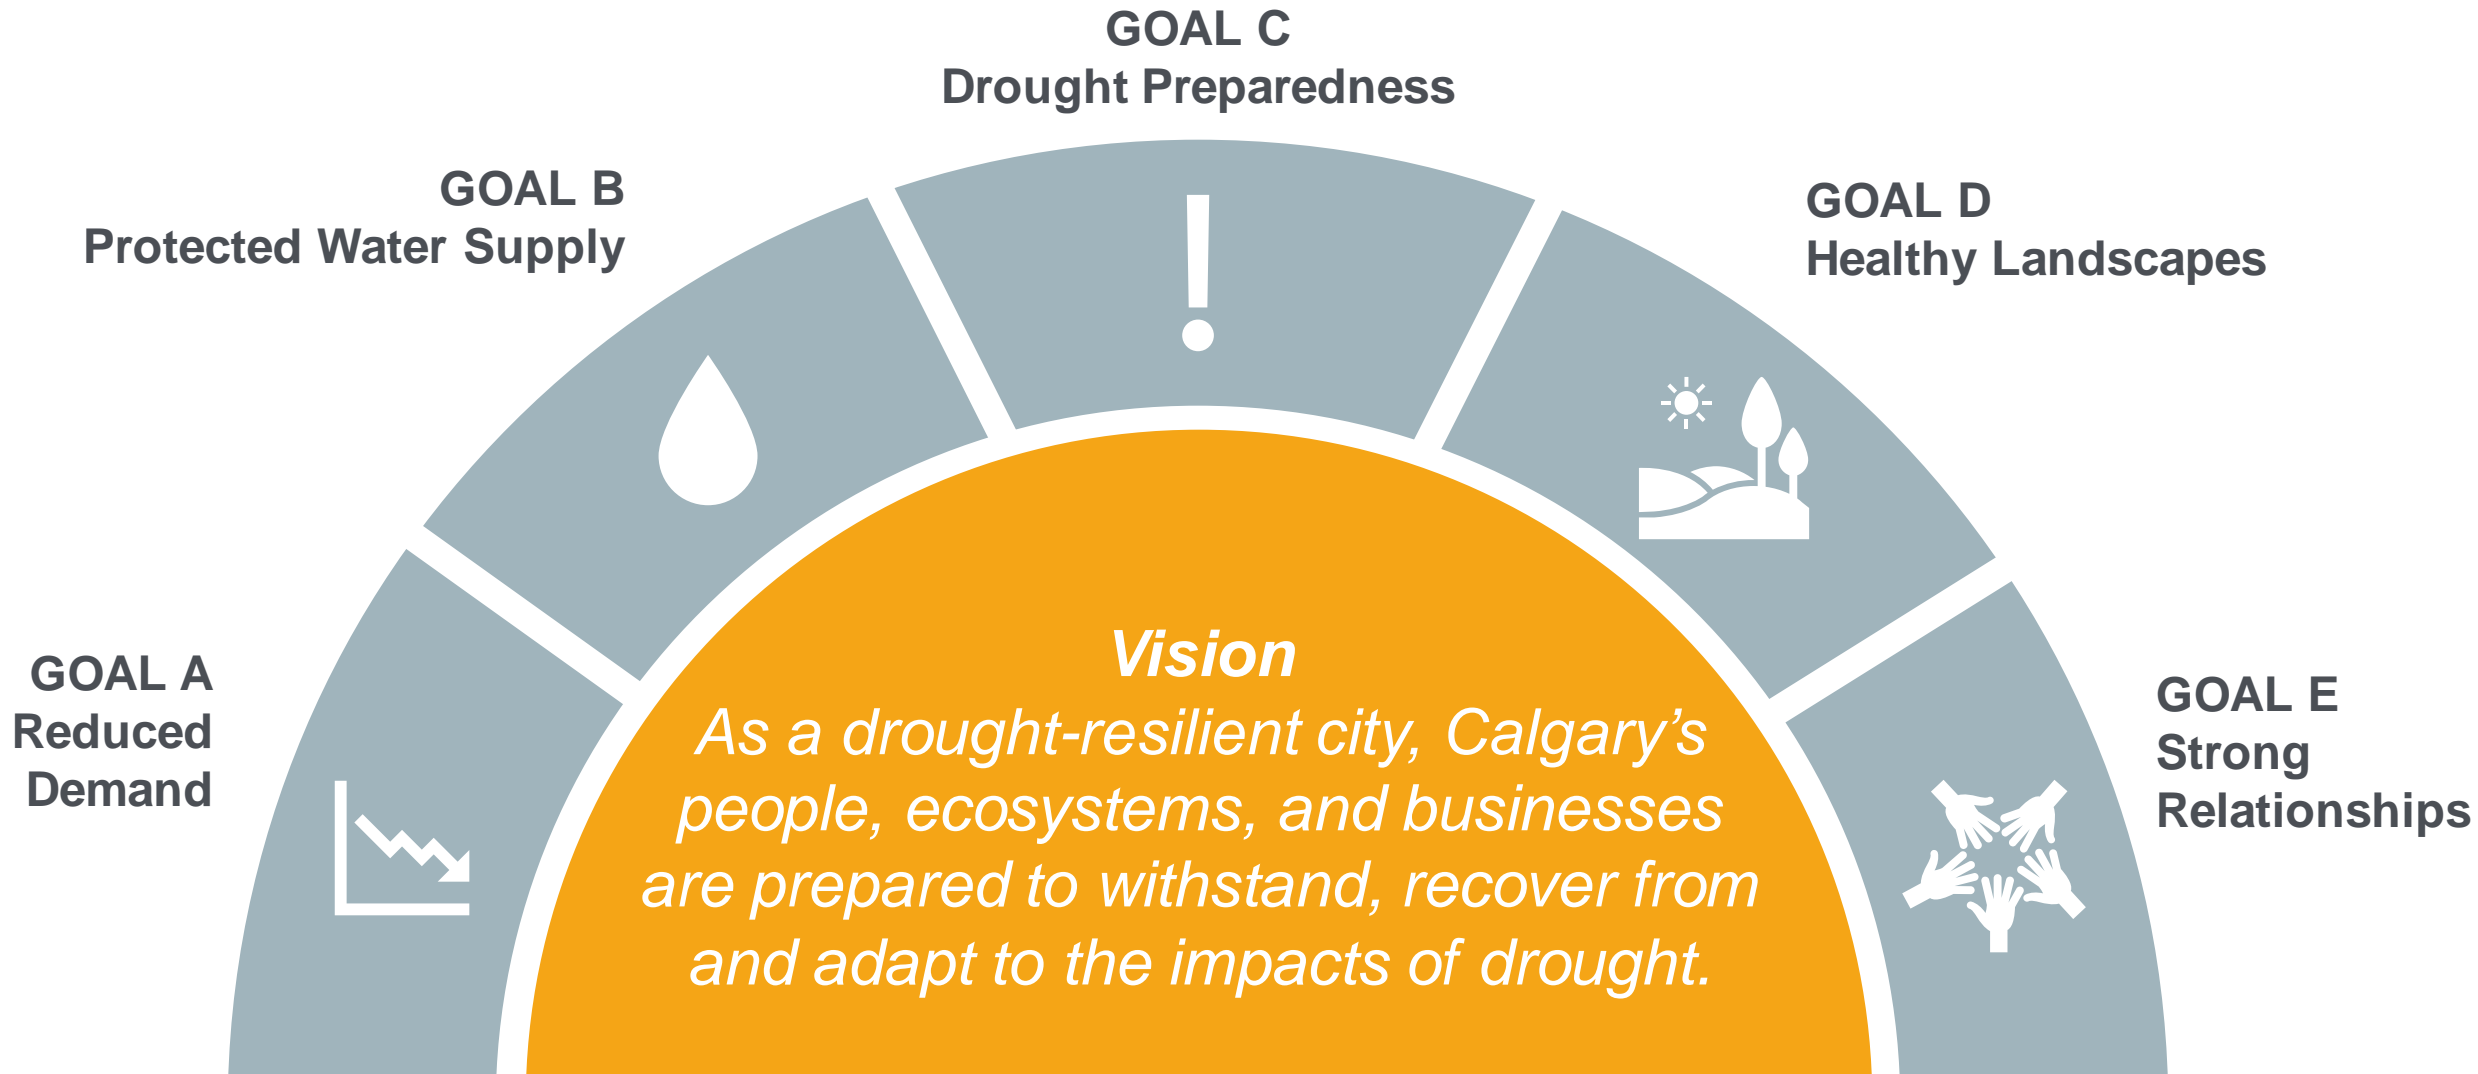 GOAL C
Drought Preparedness
GOAL B
Protected Water Supply
GOAL D
Healthy Landscapes
GOAL A
Reduced
Demand
GOAL E
Strong
Relationships
Vision
As a drought-resilient city, Calgary’s
people, ecosystems, and businesses
are prepared to withstand, recover from
and adapt to the impacts of drought.